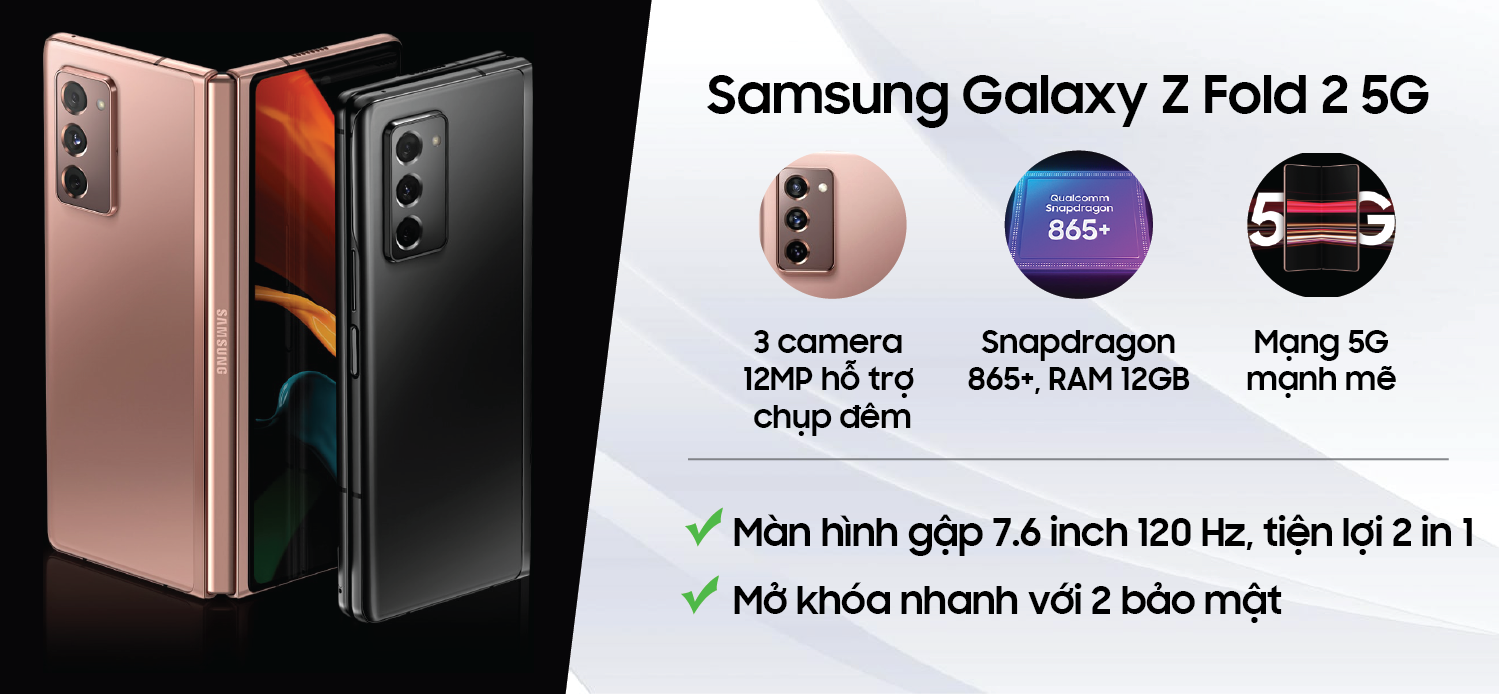 SAMSUNG
Samsung Galaxy Z Fold 2 5G
Qualcomm
Snapdragon
865+
5G
3 camera
12MP hỗ trợ
chụp đêm
Snapdragon
865+, RAM 12GB
Mạng 5G
mạnh mẽ
Màn hình gập 7.6 inch 120 Hz, tiện lợi 2 in 1
Mở khóa nhanh với 2 bảo mật